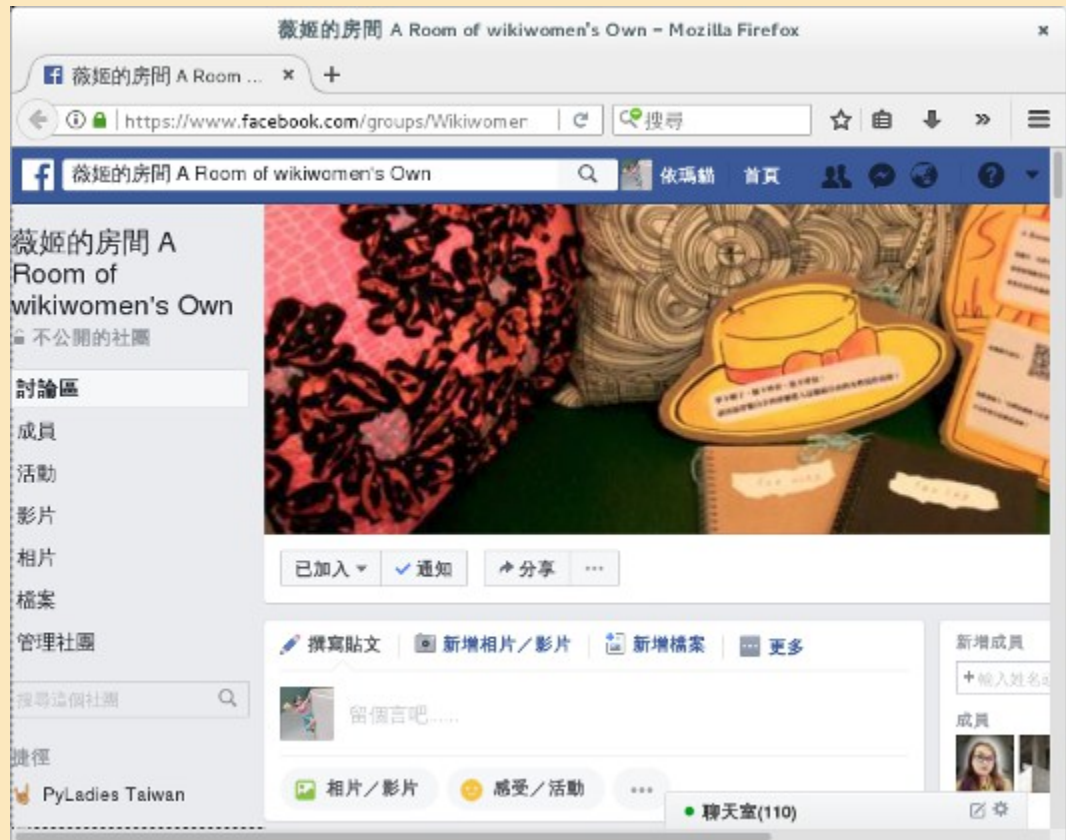 薇姬的房間 A Room of wikiwomen's Own - Mozilla Firefox
薇姬的房間 A Room ...
https://www.facebook.com/groups/Wikiwomen
搜尋
薇姬的房間 A Room of wikiwomen's Own
依瑪貓
首頁
薇姬的房間 A
Room of
wikiwomen's Own
不公開的社團
討論區
成員
活動
影片
相片
檔案
管理社團
搜尋這個社團
捷徑
PyLadies Taiwan
已加入
通知
分享
撰寫貼文
新增相片／影片
新增檔案
更多
留個言吧.....
相片／影片
感受／活動
新增成員
輸入姓名
成員
聊天室(110)